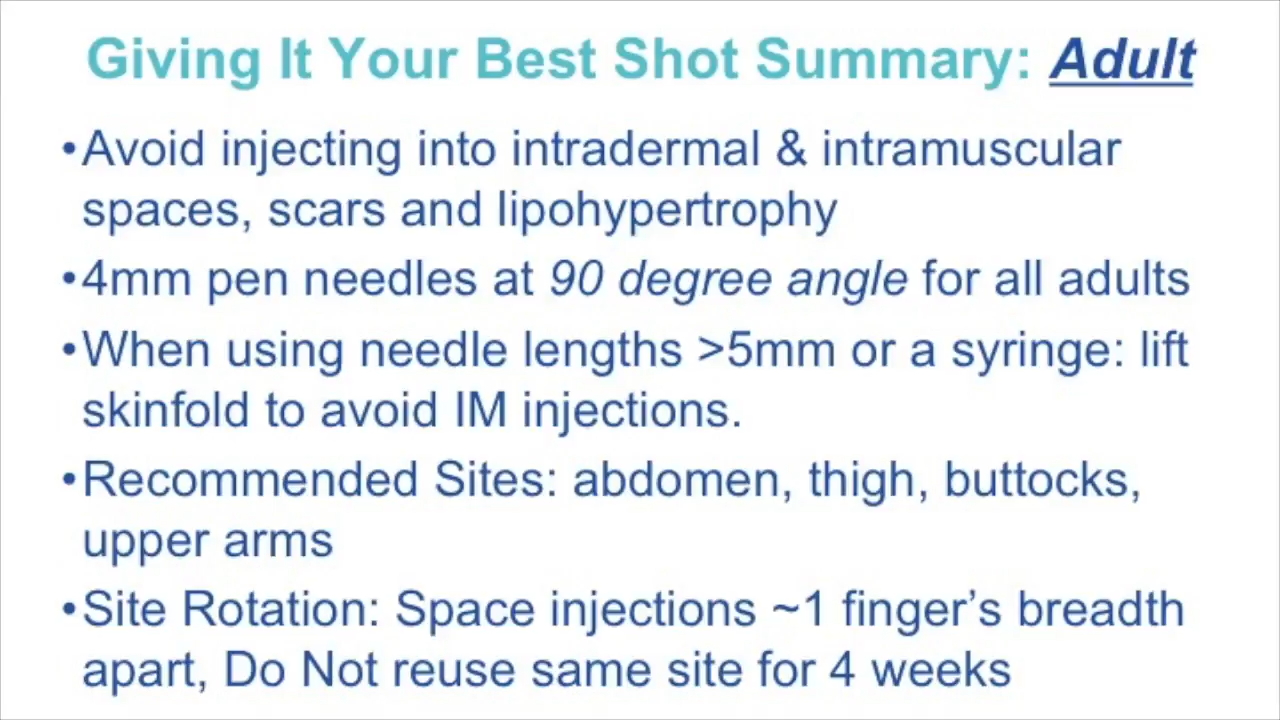 Giving It Your Best Shot Summary: Adult
•Avoid injecting into intradermal & intramuscular
spaces, scars and lipohypertrophy
•4mm pen needles at 90 degree angle for all adults
•When using needle lengths >5mm or a syringe: lift
skinfold to avoid IM injections.
•Recommended Sites: abdomen, thigh, buttocks,
upper arms
•Site Rotation: Space injections ~1 finger’s breadth
apart, Do Not reuse same site for 4 weeks